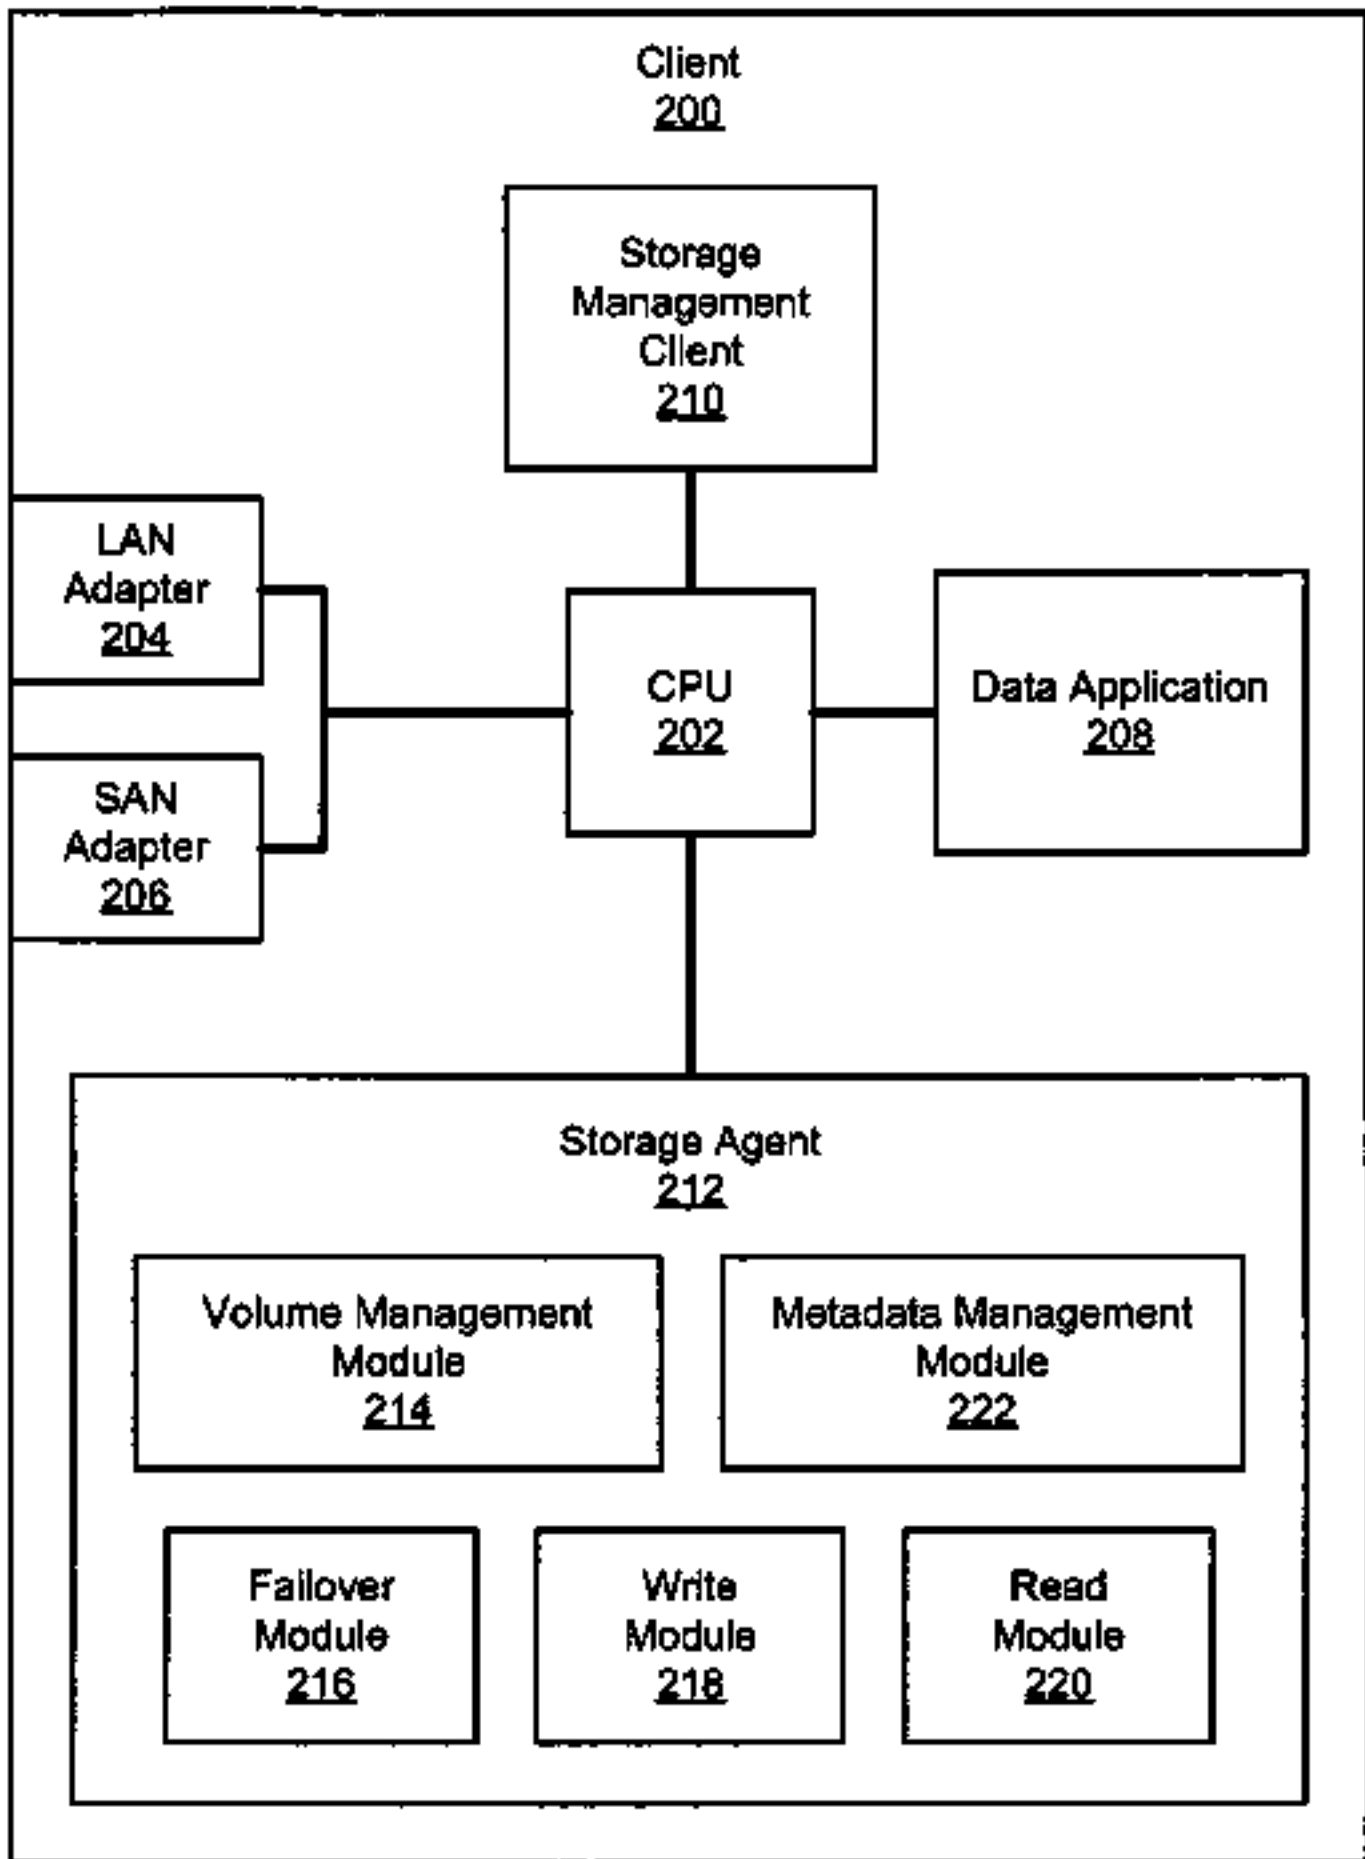 Client
200
Storage
Management
Client
210
LAN
Adapter
204
CPU
202
Data Application
208
SAN
Adapter
206
Storage Agent
212
Volume Management
Module
214
Metadata Management
Module
222
Failover
Module
216
Write
Module
218
Read
Module
220